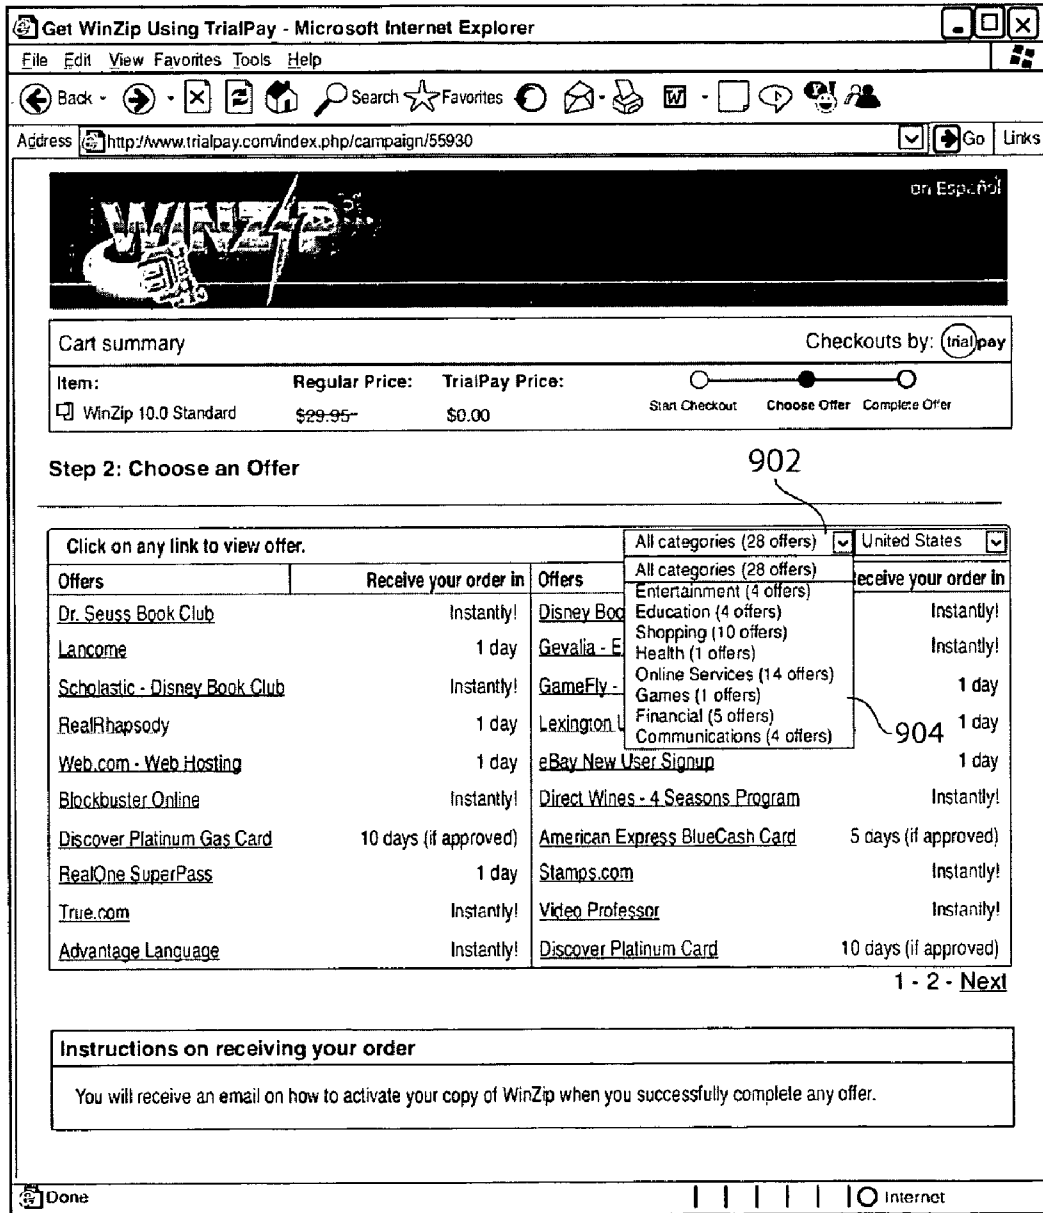 Get WinZip Using TrialPay - Microsoft Internet Explorer
File Edit View Favorites Tools Help
Back Search Favorites W
Address http://www.trialpay.com/index.php/campaign/55930 Go Links
en Español
WINZIP
Cart summary Checkouts by: trialpay
Item: Regular Price: TrialPay Price:
WinZip 10.0 Standard $29.95 $0.00
Start Checkout Choose Offer Complete Offer
Step 2: Choose an Offer
902
Click on any link to view offer. All categories (28 offers) United States
Offers Receive your order in Offers eceive your order in
All categories (28 offers)
Entertainment (4 offers)
Education (4 offers)
Shopping (10 offers)
Health (1 offers)
Online Services (14 offers)
Games (1 offers)
Financial (5 offers)
Communications (4 offers)
904
Dr. Seuss Book Club Instantly! Disney Boo Instantly!
Lancome 1 day Gevalia - E Instantly!
Scholastic - Disney Book Club Instantly! GameFly - 1 day
RealRhapsody 1 day Lexington L 1 day
Web.com - Web Hosting 1 day eBay New User Signup 1 day
Blockbuster Online Instantly! Direct Wines - 4 Seasons Program Instantly!
Discover Platinum Gas Card 10 days (if approved) American Express BlueCash Card 5 days (if approved)
RealOne SuperPass 1 day Stamps.com Instantly!
True.com Instantly! Video Professor Instantly!
Advantage Language Instantly! Discover Platinum Card 10 days (if approved)
1 - 2 - Next
Instructions on receiving your order
You will receive an email on how to activate your copy of WinZip when you successfully complete any offer.
Done Internet